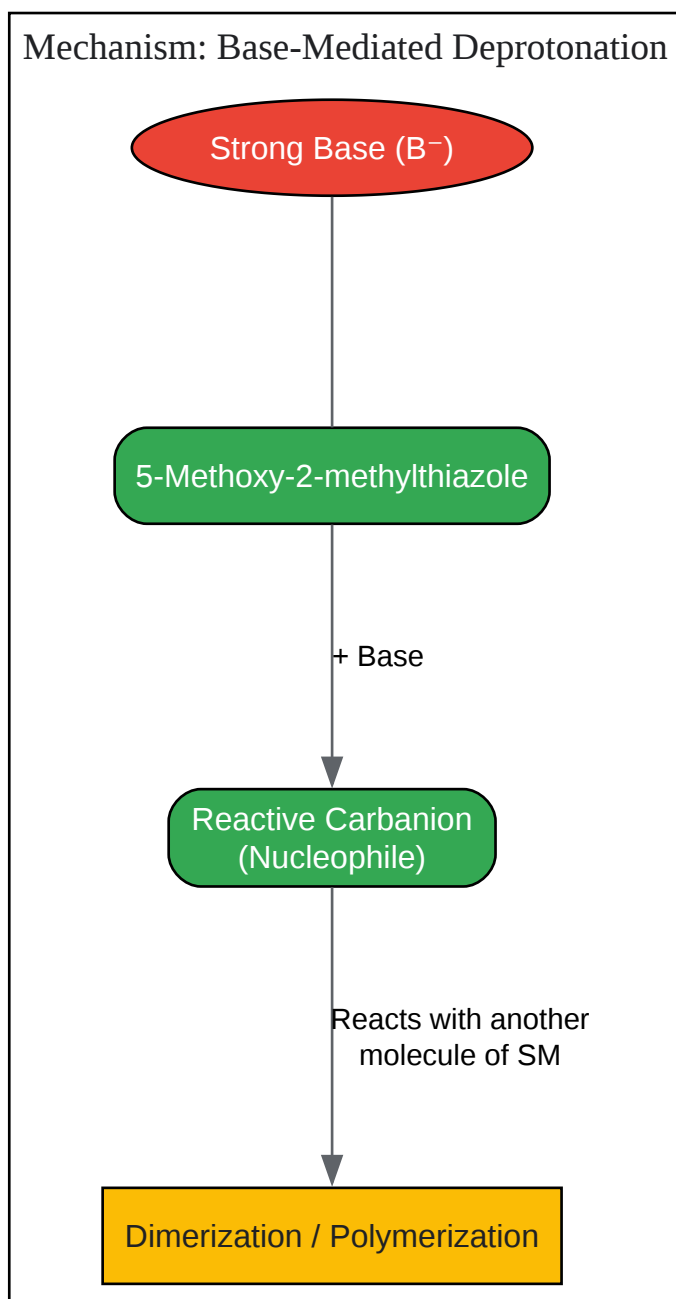 Mechanism: Base-Mediated Deprotonation
Strong Base (B⁻)
5-Methoxy-2-methylthiazole
+ Base
Reactive Carbanion
(Nucleophile)
Reacts with another
molecule of SM
Dimerization / Polymerization